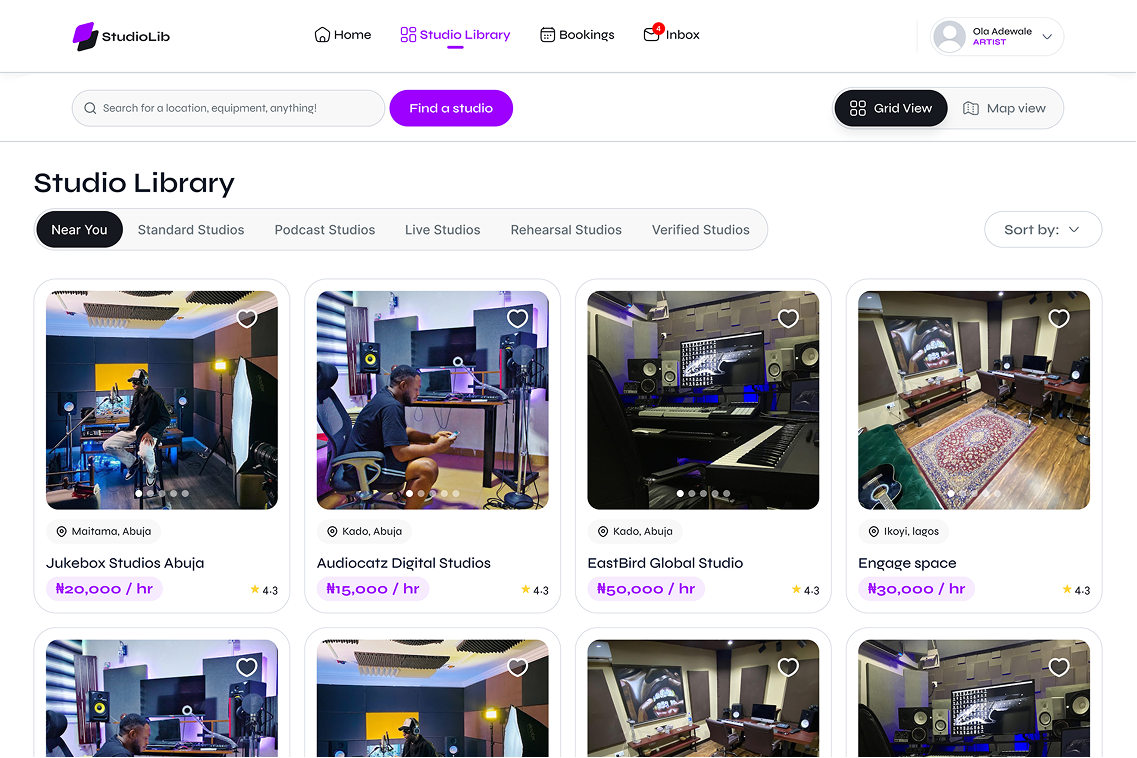 StudioLib
Home
Studio Library
Bookings
4
Inbox
Ola Adewale
ARTIST
Search for a location, equipment, anything!
Find a studio
Grid View
Map view
Studio Library
Near You
Standard Studios
Podcast Studios
Live Studios
Rehearsal Studios
Verified Studios
Sort by:
Maitama, Abuja
Jukebox Studios Abuja
₦20,000 / hr
4.3
Kado, Abuja
Audiocatz Digital Studios
₦15,000 / hr
4.3
Kado, Abuja
EastBird Global Studio
₦50,000 / hr
4.3
Ikoyi, lagos
Engage space
₦30,000 / hr
4.3